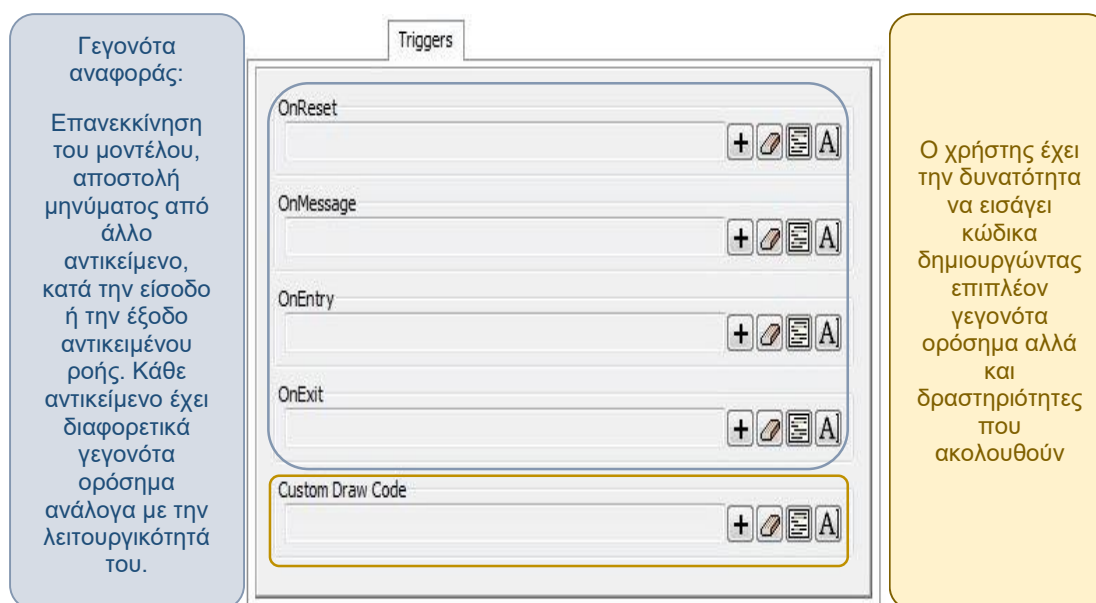 Γεγονότα
αναφοράς:
Επανεκκίνηση
του μοντέλου,
αποστολή
μηνύματος από
άλλο
αντικείμενο,
κατά την είσοδο
ή την έξοδο
αντικειμένου
ροής. Κάθε
αντικείμενο έχει
διαφορετικά
γεγονότα
ορόσημα
ανάλογα με την
λειτουργικότητά
του.
Triggers
OnReset
OnMessage
OnEntry
OnExit
Custom Draw Code
Ο χρήστης έχει
την δυνατότητα
να εισάγει
κώδικα
δημιουργώντας
επιπλέον
γεγονότα
ορόσημα αλλά
και
δραστηριότητες
που
ακολουθούν